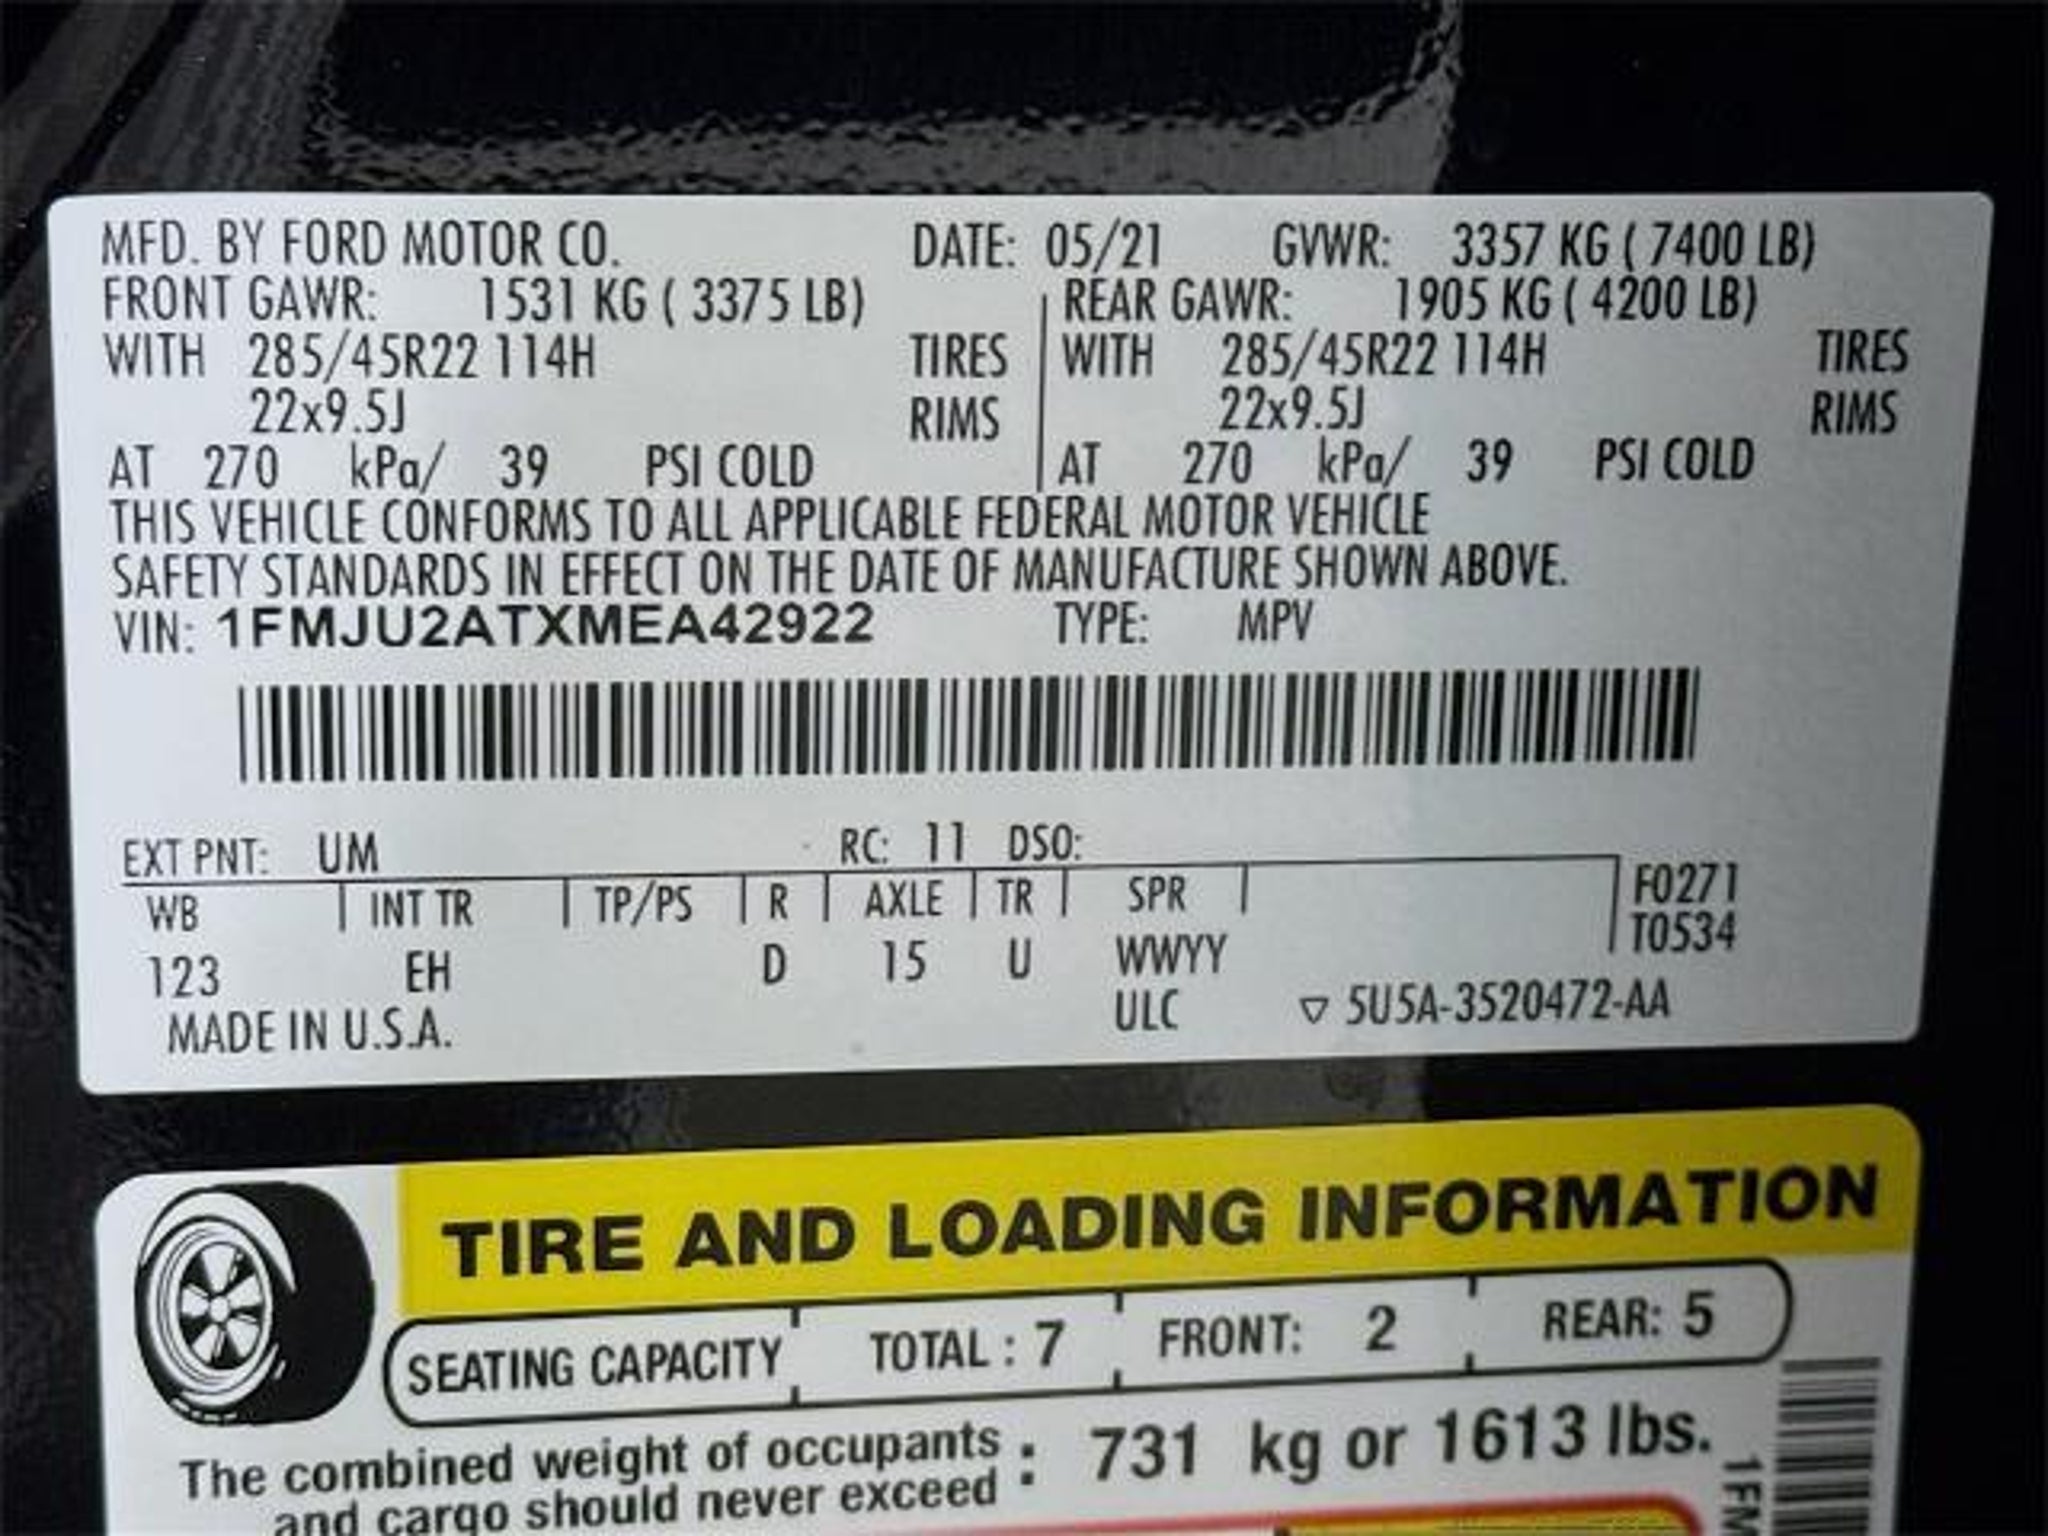 MFD. BY FORD MOTOR CO. DATE: 05/21 GVWR: 3357 KG ( 7400 LB)
FRONT GAWR: 1531 KG ( 3375 LB) REAR GAWR: 1905 KG ( 4200 LB)
WITH 285/45R22 114H TIRES WITH 285/45R22 114H TIRES
22x9.5J RIMS 22x9.5J RIMS
AT 270 kPa/ 39 PSI COLD AT 270 kPa/ 39 PSI COLD
THIS VEHICLE CONFORMS TO ALL APPLICABLE FEDERAL MOTOR VEHICLE
SAFETY STANDARDS IN EFFECT ON THE DATE OF MANUFACTURE SHOWN ABOVE.
VIN: 1FMJU2ATXMEA42922 TYPE: MPV
EXT PNT: UM RC: 11 DSO:
WB INT TR TP/PS R AXLE TR SPR F0271
T0534
123 EH D 15 U WWYY
MADE IN U.S.A. ULC ▽ 5U5A-3520472-AA
TIRE AND LOADING INFORMATION
SEATING CAPACITY TOTAL : 7 FRONT: 2 REAR: 5
The combined weight of occupants : 731 kg or 1613 lbs.
and cargo should never exceed
1FM